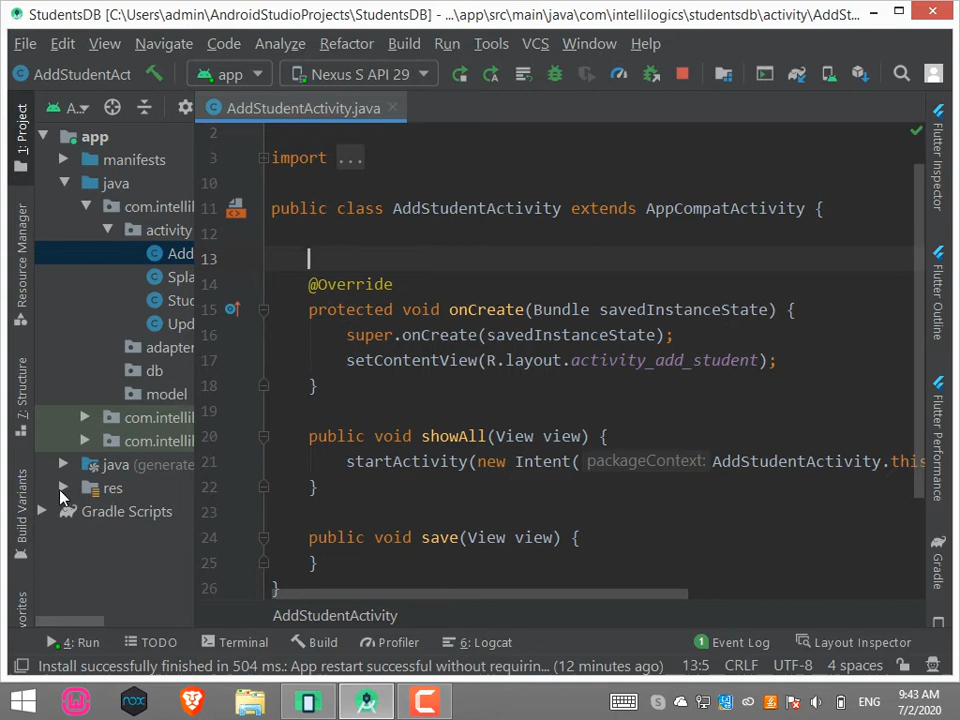 StudentsDB [C:\Users\admin\AndroidStudioProjects\StudentsDB] - ...\app\src\main\java\com\intellilogics\studentsdb\activity\AddSt...
File Edit View Navigate Code Analyze Refactor Build Run Tools VCS Window Help
AddStudentAct app Nexus S API 29
1: Project
Resource Manager
7: Structure
Build Variants
avorites
A..
app
manifests
java
com.intellil
activity
Add
Spla
Stu
Upd
adapter
db
model
com.intelli
com.intelli
java (generate
res
Gradle Scripts
AddStudentActivity.java
2
3 import ...
10
11 public class AddStudentActivity extends AppCompatActivity {
12
13
14 @Override
15 protected void onCreate(Bundle savedInstanceState) {
16 super.onCreate(savedInstanceState);
17 setContentView(R.layout.activity_add_student);
18 }
19
20 public void showAll(View view) {
21 startActivity(new Intent( packageContext: AddStudentActivity.this
22 }
23
24 public void save(View view) {
25 }
26 }
AddStudentActivity
Flutter Inspector
Flutter Outline
Flutter Performance
Gradle
4: Run TODO Terminal Build Profiler 6: Logcat 1 Event Log Layout Inspector
Install successfully finished in 504 ms.: App restart successful without requirin... (12 minutes ago) 13:5 CRLF UTF-8 4 spaces
nox
ENG
9:43 AM
7/2/2020